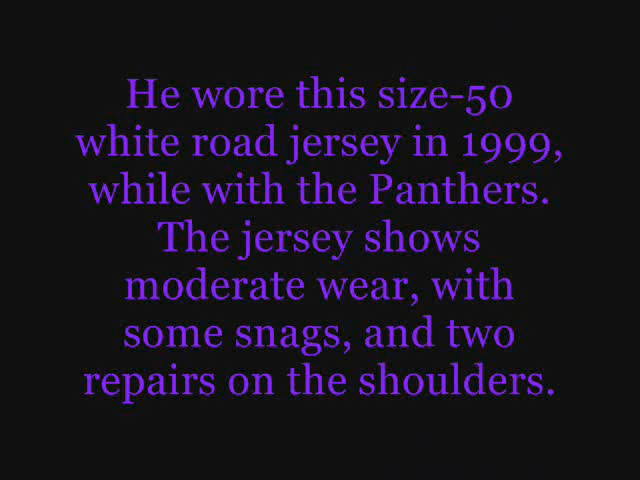 He wore this size-50
white road jersey in 1999,
while with the Panthers.
The jersey shows
moderate wear, with
some snags, and two
repairs on the shoulders.